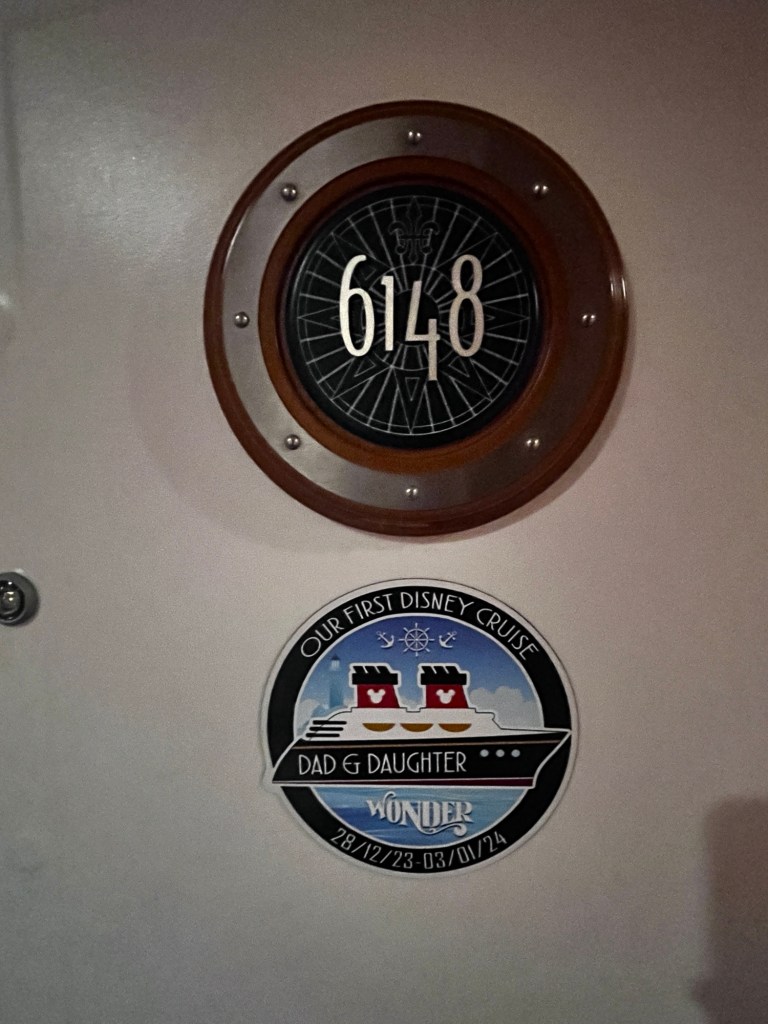 6148
OUR FIRST DISNEY CRUISE
DAD & DAUGHTER
WONDER
28/12/23-03/01/24